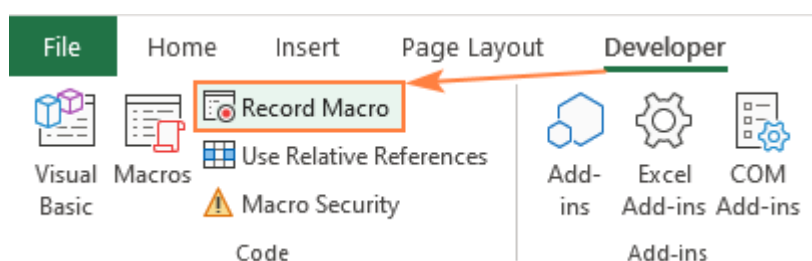 File Home Insert Page Layout Developer
Record Macro
Use Relative References
Macro Security
Visual Basic
Macros
Code
Add-ins
Excel Add-ins
COM Add-ins
Add-ins